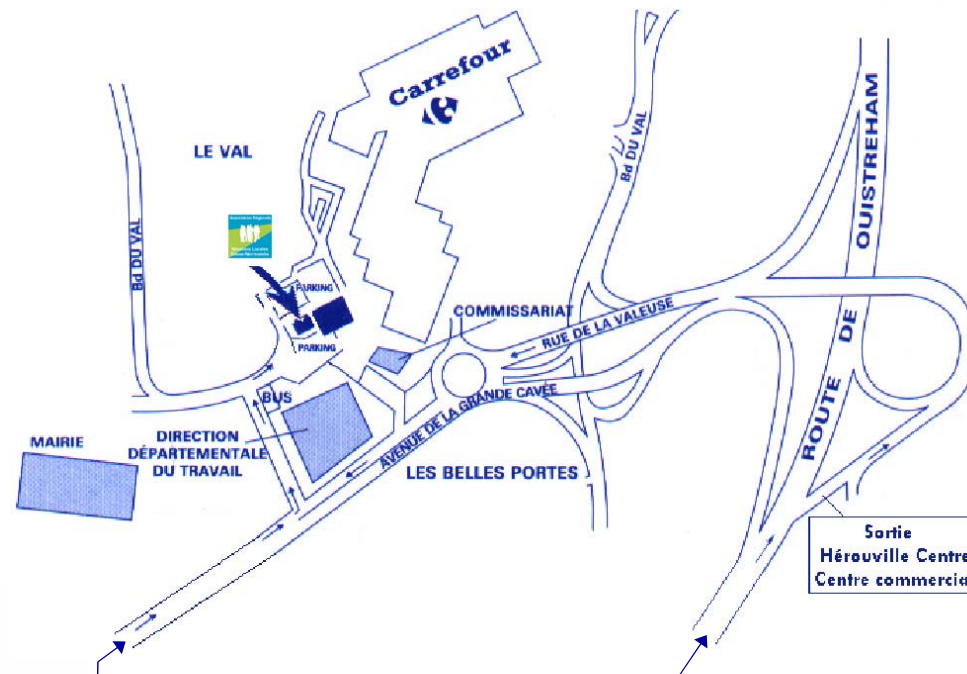 Carrefour
LE VAL
Bd DU VAL
Bd DU VAL
ROUTE DE OUISTREHAM
PARKING
PARKING
COMMISSARIAT
RUE DE LA VALEUSE
AVENUE DE LA GRANDE CAVÉE
BUS
MAIRIE
DIRECTION
DÉPARTEMENTALE
DU TRAVAIL
LES BELLES PORTES
Sortie
Hérouville Centre
Centre commercia